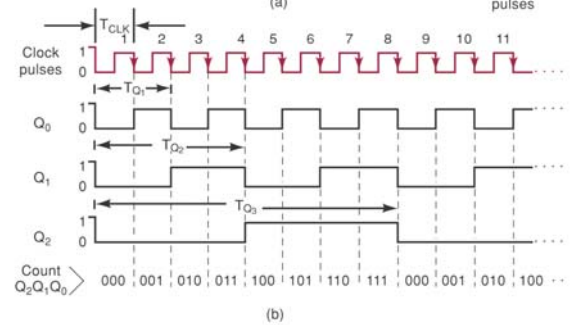 (a)
pulses
T_CLK
1 2 3 4 5 6 7 8 9 10 11
Clock pulses
1
0
T_Q₁
Q₀
1
0
T_Q₂
Q₁
1
0
T_Q₃
Q₂
1
0
Count Q₂Q₁Q₀
000 001 010 011 100 101 110 111 000 001 010 100 ...
(b)